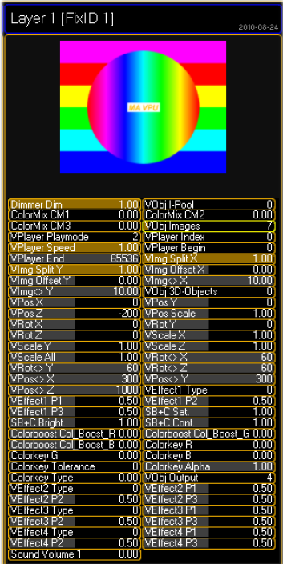 Layer 1 [FixID 1]
2010-08-24
MA VPU
Dimmer Dim 1.00 VObj I-Pool 0
ColorMix CM1 0.00 ColorMix CM2 0.00
ColorMix CM3 0.00 VObj Images 7
VPlayer Playmode 2 VPlayer Index 0
VPlayer Speed 1.00 VPlayer Begin 0
VPlayer End 65536 VImg Split X 1.00
VImg Split Y 1.00 VImg Offset X 0.00
VImg Offset Y 0.00 VImg<> X 10.00
VImg<> Y 10.00 VObj 3D-Objects 0
VPos X 0 VPos Y 0
VPos Z -200 VPos Scale 1.00
VRot X 0 VRot Y 0
VRot Z 0 VScale X 1.00
VScale Y 1.00 VScale Z 1.00
VScale All 1.00 VRot<> X 60
VRot<> Y 60 VRot<> Z 60
VPos<> X 300 VPos<> Y 300
VPos<> Z 1000 VEffect1 Type 0
VEffect1 P1 0.50 VEffect1 P2 0.50
VEffect1 P3 0.50 SB+C Sat. 1.00
SB+C Bright 1.00 SB+C Cont. 1.00
Colorboost Col_Boost_R 0.00 Colorboost Col_Boost_G 0.00
Colorboost Col_Boost_B 0.00 Colorkey R 0.00
Colorkey G 0.00 Colorkey B 0.00
Colorkey Tolerance 0 Colorkey Alpha 1.00
Colorkey Type 0.00 VObj Output 4
VEffect2 Type 0 VEffect2 P1 0.50
VEffect2 P2 0.50 VEffect2 P3 0.50
VEffect3 Type 0 VEffect3 P1 0.50
VEffect3 P2 0.50 VEffect3 P3 0.50
VEffect4 Type 0 VEffect4 P1 0.50
VEffect4 P2 0.50 VEffect4 P3 0.50
Sound Volume 1 0.00